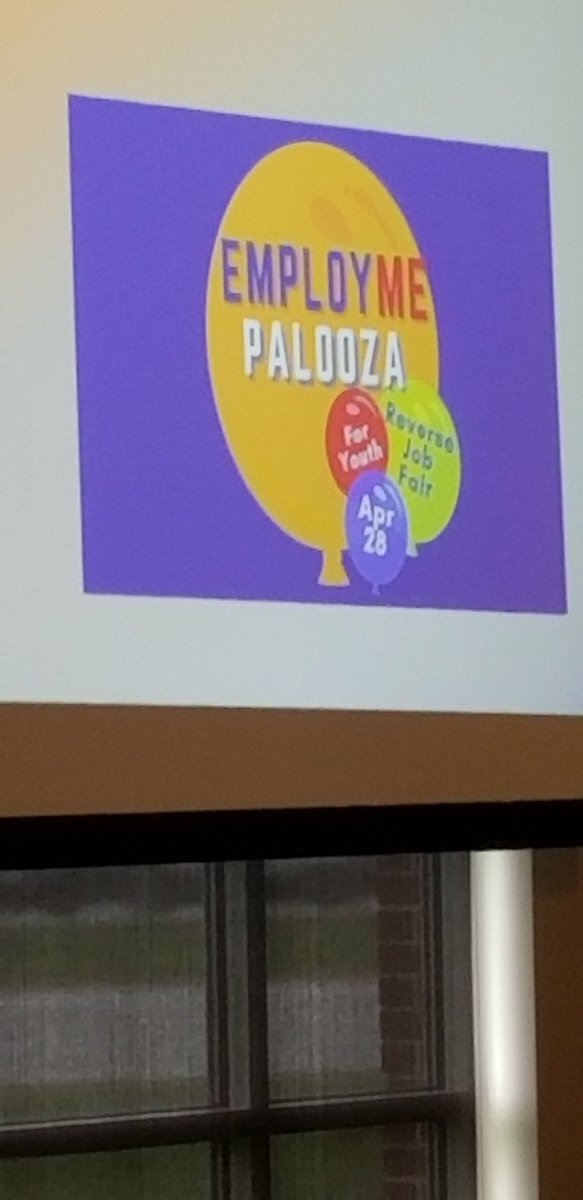 EMPLOYME
PALOOZA
For
Youth
Reverse
Job
Fair
Apr
28